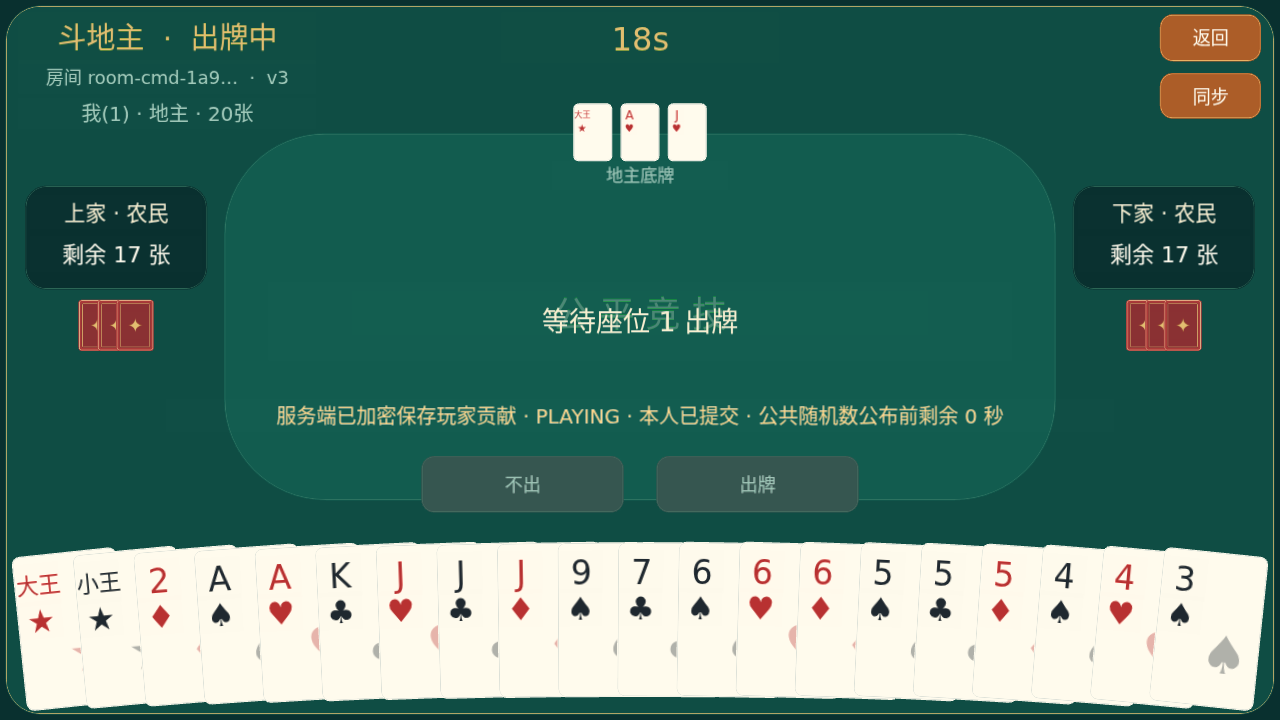 斗地主 · 出牌中
18s
返回
房间 room-cmd-1a9... · v3
同步
我(1) · 地主 · 20张
大王
A
J
地主底牌
上家 · 农民
剩余 17 张
下家 · 农民
剩余 17 张
公平竞技
等待座位 1 出牌
服务端已加密保存玩家贡献 · PLAYING · 本人已提交 · 公共随机数公布前剩余 0 秒
不出
出牌
大王 小王 2 A A K J J J 9 7 6 6 6 5 5 5 4 4 3